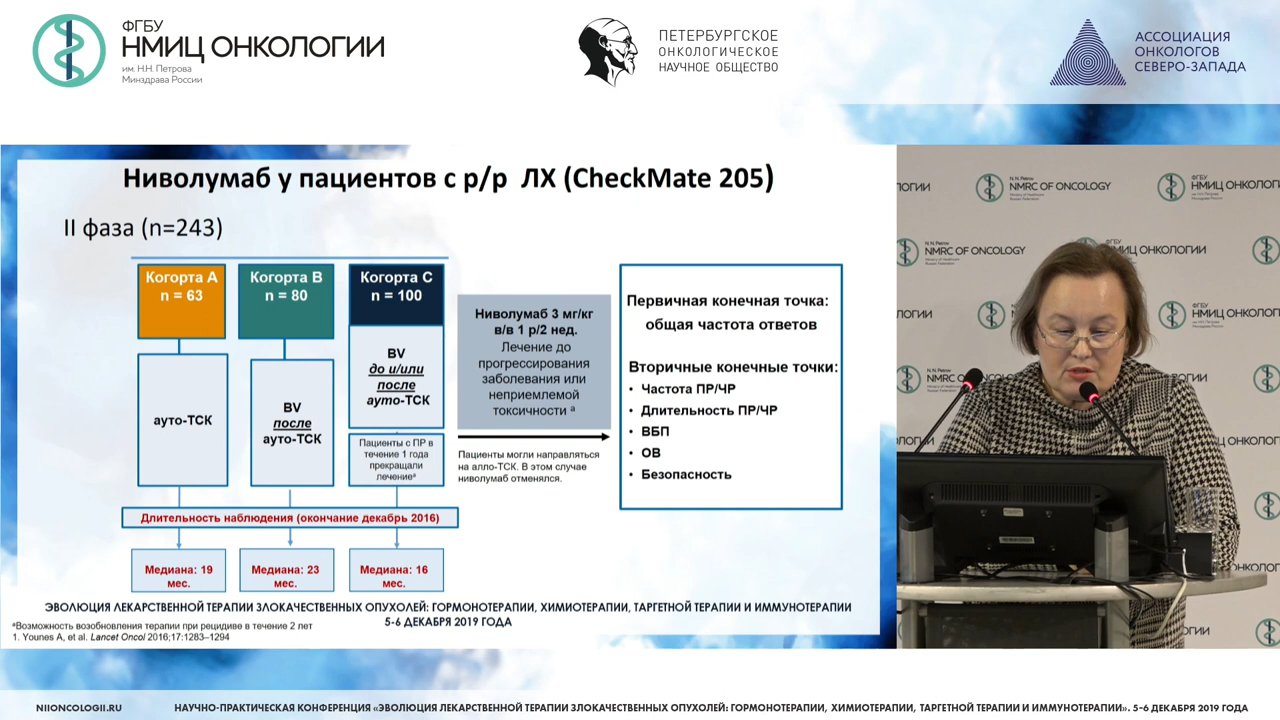 ФГБУ
НМИЦ ОНКОЛОГИИ
им. Н.Н. Петрова
Минздрава России
ПЕТЕРБУРГСКОЕ
ОНКОЛОГИЧЕСКОЕ
НАУЧНОЕ ОБЩЕСТВО
АССОЦИАЦИЯ
ОНКОЛОГОВ
СЕВЕРО-ЗАПАДА
Ниволумаб у пациентов с р/р ЛХ (CheckMate 205)
II фаза (n=243)
Когорта A
n = 63
ауто-ТСК
Когорта B
n = 80
BV
после
ауто-ТСК
Когорта C
n = 100
BV
до и/или
после
ауто-ТСК
Пациенты с ПР в
течение 1 года
прекращали
лечениеª
Ниволумаб 3 мг/кг
в/в 1 р/2 нед.
Лечение до
прогрессирования
заболевания или
неприемлемой
токсичности ª
Пациенты могли направляться
на алло-ТСК. В этом случае
ниволумаб отменялся.
Первичная конечная точка:
общая частота ответов
Вторичные конечные точки:
• Частота ПР/ЧР
• Длительность ПР/ЧР
• ВБП
• ОВ
• Безопасность
Длительность наблюдения (окончание декабрь 2016)
Медиана: 19
мес.
Медиана: 23
мес.
Медиана: 16
мес.
ЭВОЛЮЦИЯ ЛЕКАРСТВЕННОЙ ТЕРАПИИ ЗЛОКАЧЕСТВЕННЫХ ОПУХОЛЕЙ: ГОРМОНОТЕРАПИИ, ХИМИОТЕРАПИИ, ТАРГЕТНОЙ ТЕРАПИИ И ИММУНОТЕРАПИИ
5-6 ДЕКАБРЯ 2019 ГОДА
ªВозможность возобновления терапии при рецидиве в течение 2 лет
1. Younes A, et al. Lancet Oncol 2016;17:1283–1294
NMRC OF ONCOLOGY
ФГБУ
НМИЦ ОНКОЛОГИИ
NMRC OF ONCOLOGY
НМИЦ ОНКОЛОГИИ
NIIONCOLOGII.RU
НАУЧНО-ПРАКТИЧЕСКАЯ КОНФЕРЕНЦИЯ «ЭВОЛЮЦИЯ ЛЕКАРСТВЕННОЙ ТЕРАПИИ ЗЛОКАЧЕСТВЕННЫХ ОПУХОЛЕЙ: ГОРМОНОТЕРАПИИ, ХИМИОТЕРАПИИ, ТАРГЕТНОЙ ТЕРАПИИ И ИММУНОТЕРАПИИ». 5-6 ДЕКАБРЯ 2019 ГОДА